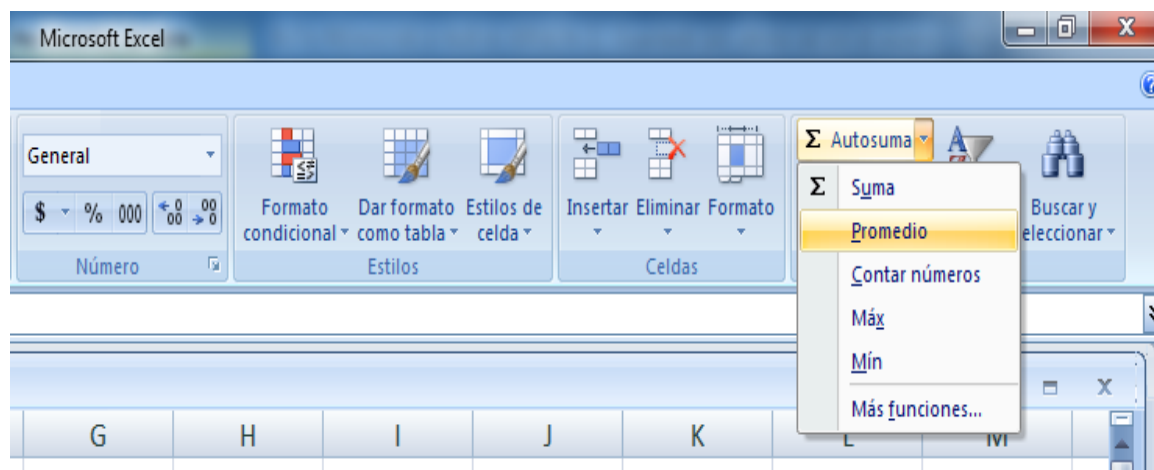 Microsoft Excel
General
Σ Autosuma
$ % 000
Formato condicional
Dar formato como tabla
Estilos de celda
Insertar
Eliminar
Formato
Buscar y
Número
Estilos
Celdas
Σ Suma
Promedio
Contar números
Máx
Mín
Más funciones...
G H I J K L M